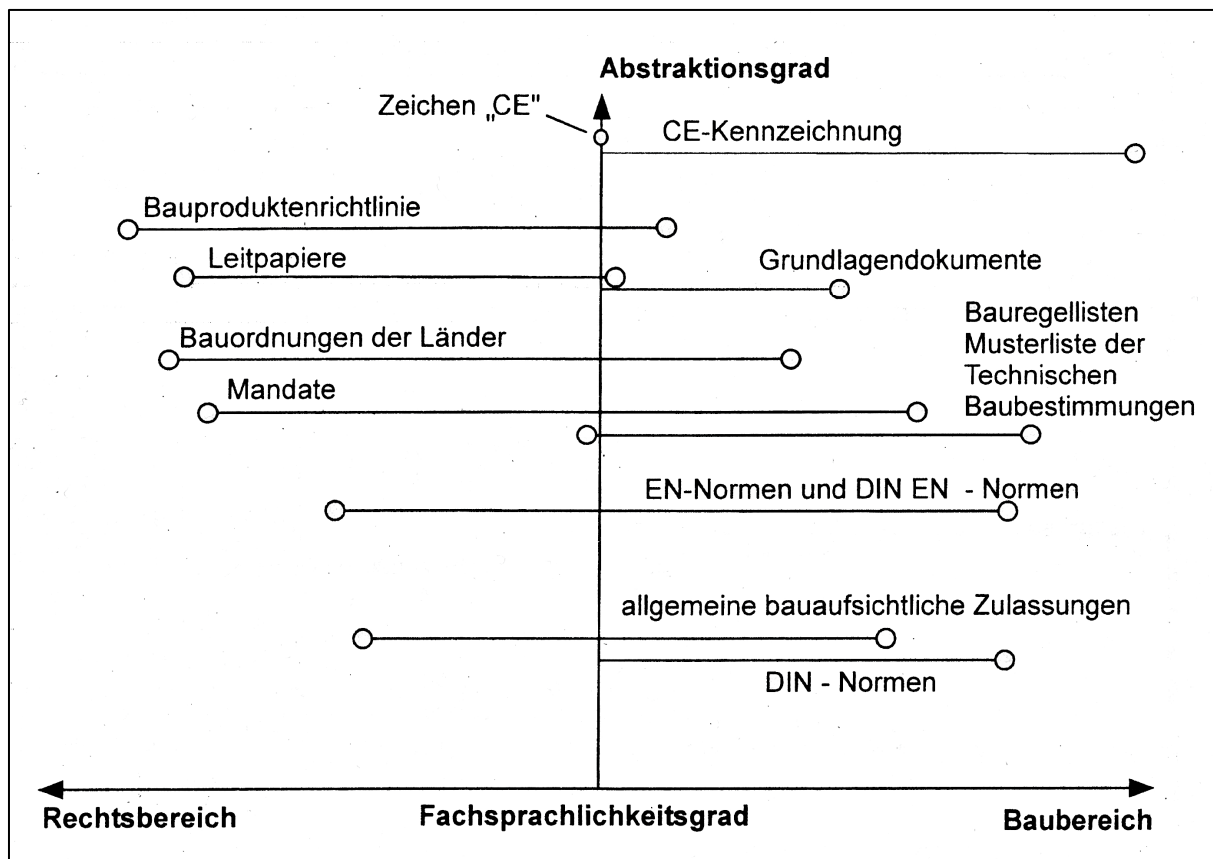 Abstraktionsgrad
Zeichen „CE"
CE-Kennzeichnung
Bauproduktenrichtlinie
Leitpapiere
Grundlagendokumente
Bauregellisten
Musterliste der
Technischen
Baubestimmungen
Bauordnungen der Länder
Mandate
EN-Normen und DIN EN - Normen
allgemeine bauaufsichtliche Zulassungen
DIN - Normen
Rechtsbereich
Fachsprachlichkeitsgrad
Baubereich